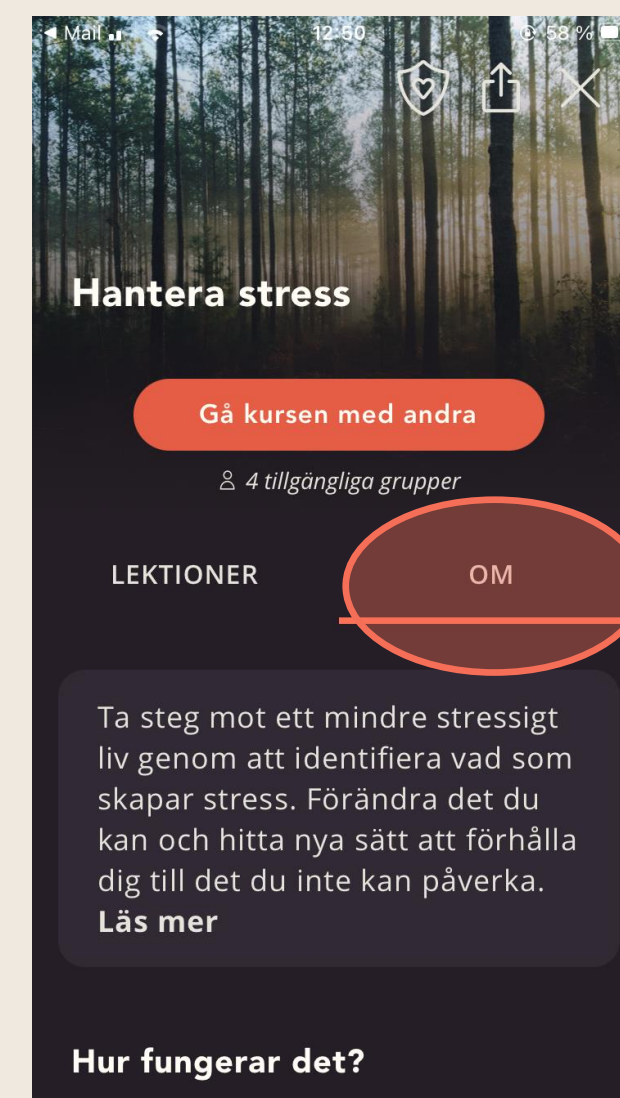 Mail 12:50 58 %
Hantera stress
Gå kursen med andra
4 tillgängliga grupper
LEKTIONER OM
Ta steg mot ett mindre stressigt
liv genom att identifiera vad som
skapar stress. Förändra det du
kan och hitta nya sätt att förhålla
dig till det du inte kan påverka.
Läs mer
Hur fungerar det?